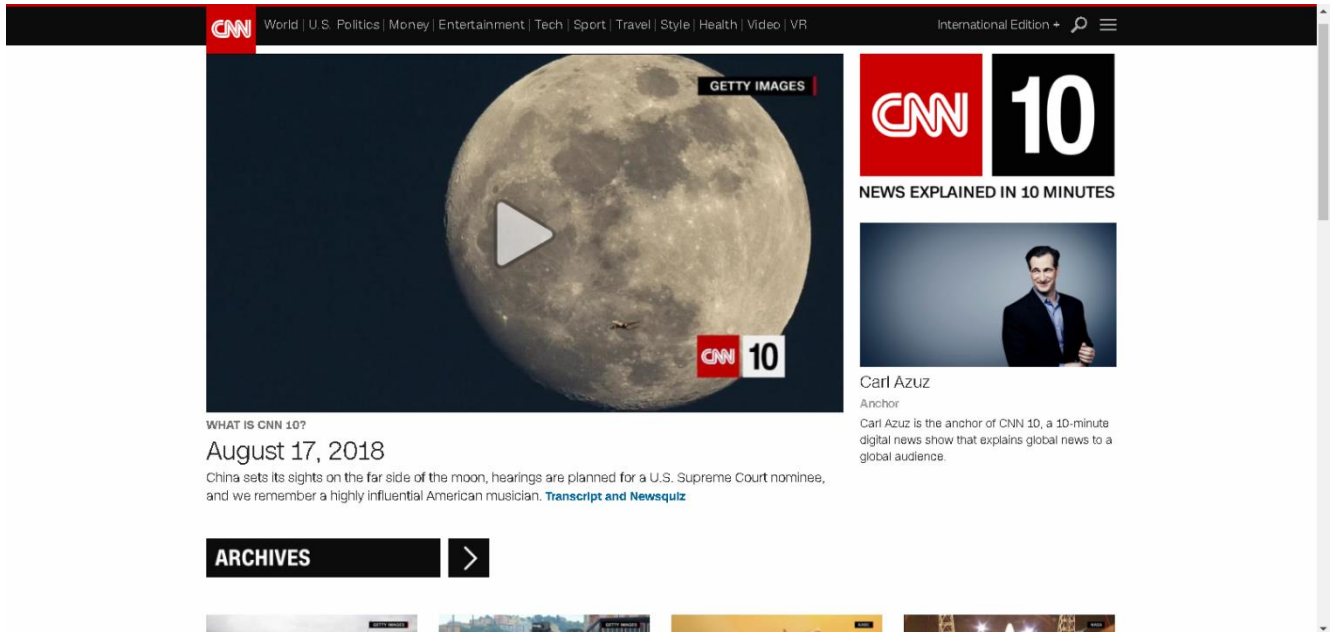 CNN
World | U.S. Politics | Money | Entertainment | Tech | Sport | Travel | Style | Health | Video | VR
International Edition +
GETTY IMAGES
CNN 10
CNN 10
NEWS EXPLAINED IN 10 MINUTES
Carl Azuz
Anchor
Carl Azuz is the anchor of CNN 10, a 10-minute
digital news show that explains global news to a
global audience.
WHAT IS CNN 10?
August 17, 2018
China sets its sights on the far side of the moon, hearings are planned for a U.S. Supreme Court nominee,
and we remember a highly influential American musician. Transcript and Newsquiz
ARCHIVES
GETTY IMAGES
GETTY IMAGES